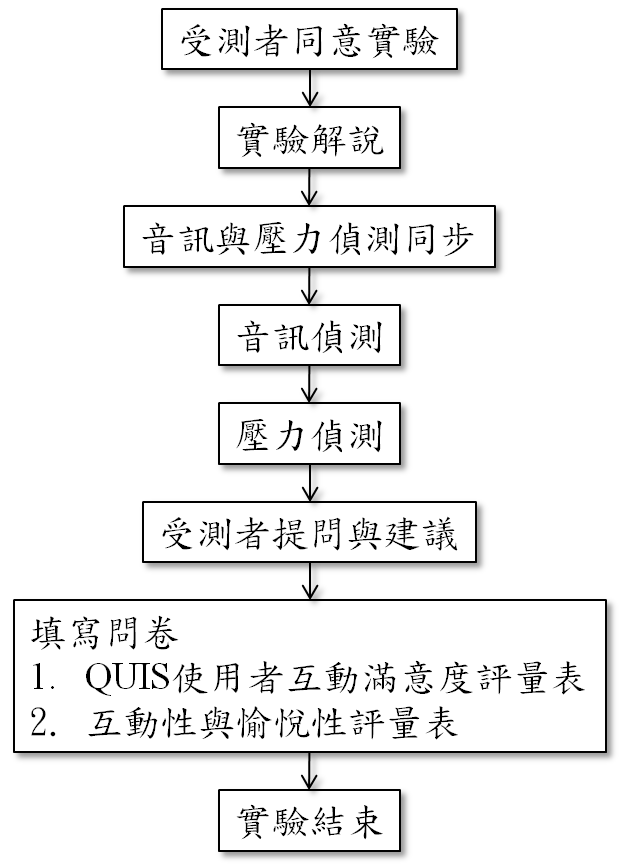 受測者同意實驗
實驗解說
音訊與壓力偵測同步
音訊偵測
壓力偵測
受測者提問與建議
填寫問卷
1. QUIS使用者互動滿意度評量表
2. 互動性與愉悅性評量表
實驗結束